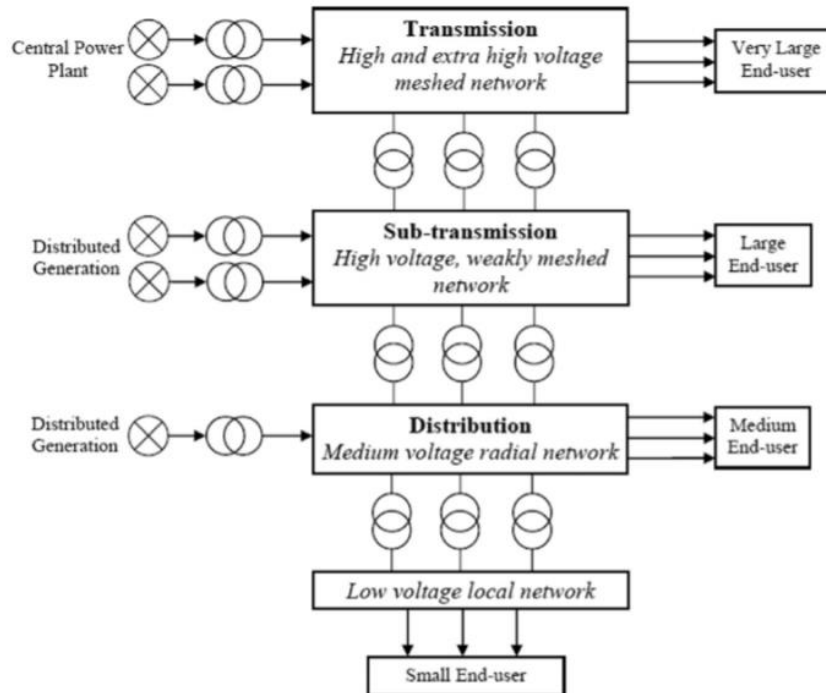 Central Power
Plant
Transmission
High and extra high voltage
meshed network
Very Large
End-user
Distributed
Generation
Sub-transmission
High voltage, weakly meshed
network
Large
End-user
Distributed
Generation
Distribution
Medium voltage radial network
Medium
End-user
Low voltage local network
Small End-user